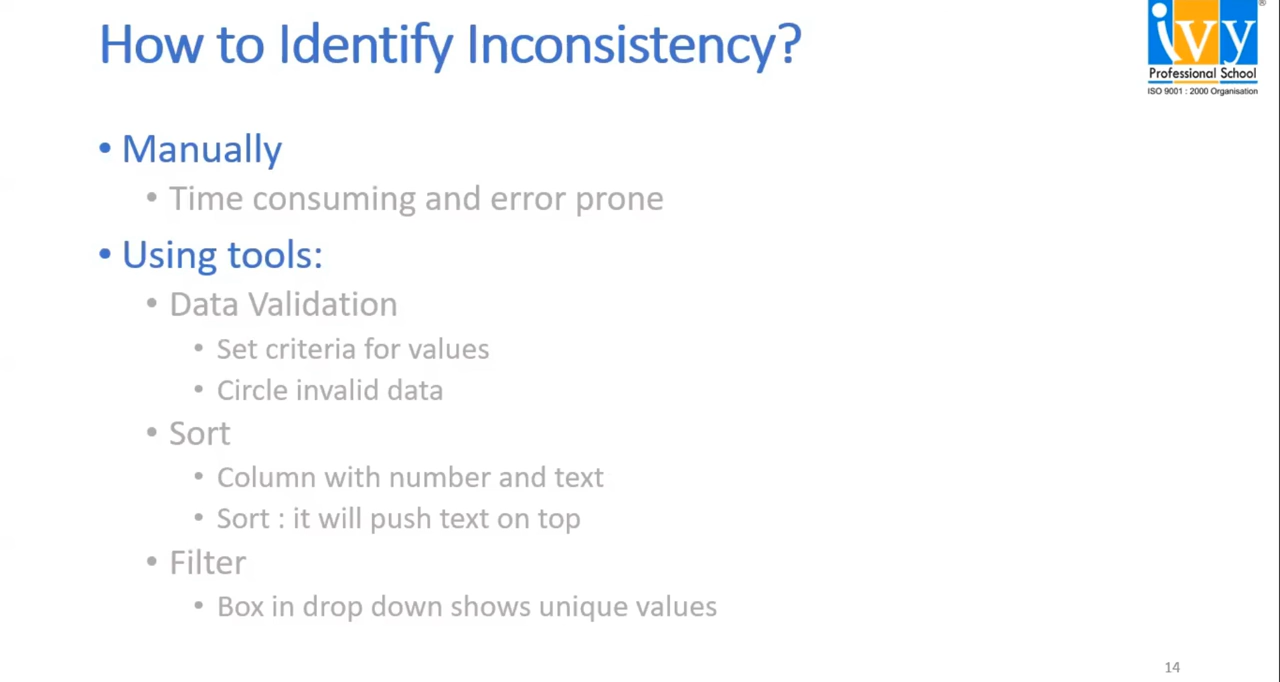 How to Identify Inconsistency?
ivy
®
Professional School
ISO 9001 : 2000 Organisation
• Manually
• Time consuming and error prone
• Using tools:
• Data Validation
• Set criteria for values
• Circle invalid data
• Sort
• Column with number and text
• Sort : it will push text on top
• Filter
• Box in drop down shows unique values
14